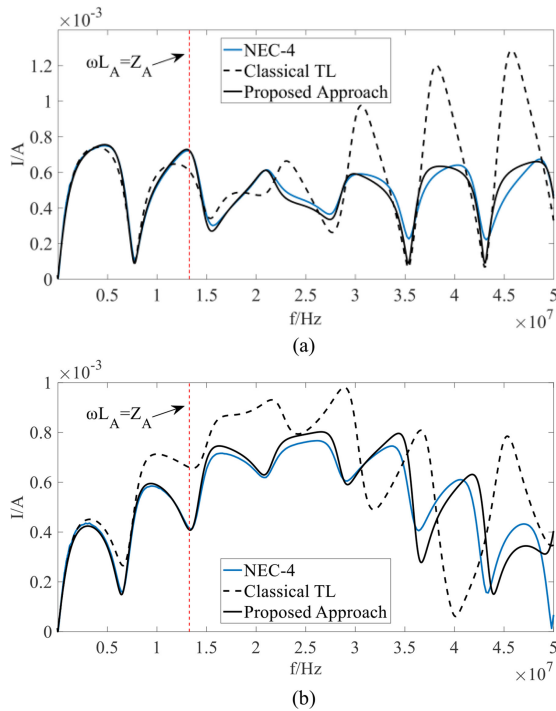 ×10⁻³
ωL_A=Z_A
NEC-4
Classical TL
Proposed Approach
I/A
1.2
1
0.8
0.6
0.4
0.2
0
0.5 1 1.5 2 2.5 3 3.5 4 4.5 5
f/Hz
×10⁷
(a)
×10⁻³
ωL_A=Z_A
I/A
1
0.8
0.6
0.4
0.2
0
NEC-4
Classical TL
Proposed Approach
0.5 1 1.5 2 2.5 3 3.5 4 4.5 5
f/Hz
×10⁷
(b)